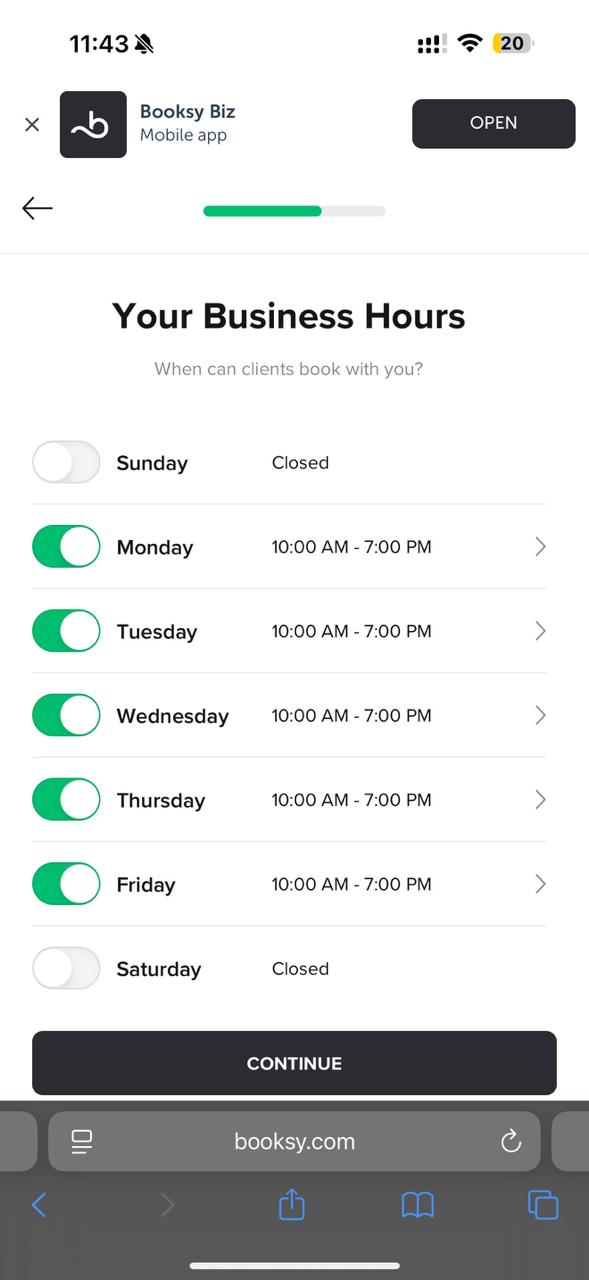 11:43
20
Booksy Biz
Mobile app
OPEN
Your Business Hours
When can clients book with you?
Sunday Closed
Monday 10:00 AM - 7:00 PM
Tuesday 10:00 AM - 7:00 PM
Wednesday 10:00 AM - 7:00 PM
Thursday 10:00 AM - 7:00 PM
Friday 10:00 AM - 7:00 PM
Saturday Closed
CONTINUE
booksy.com